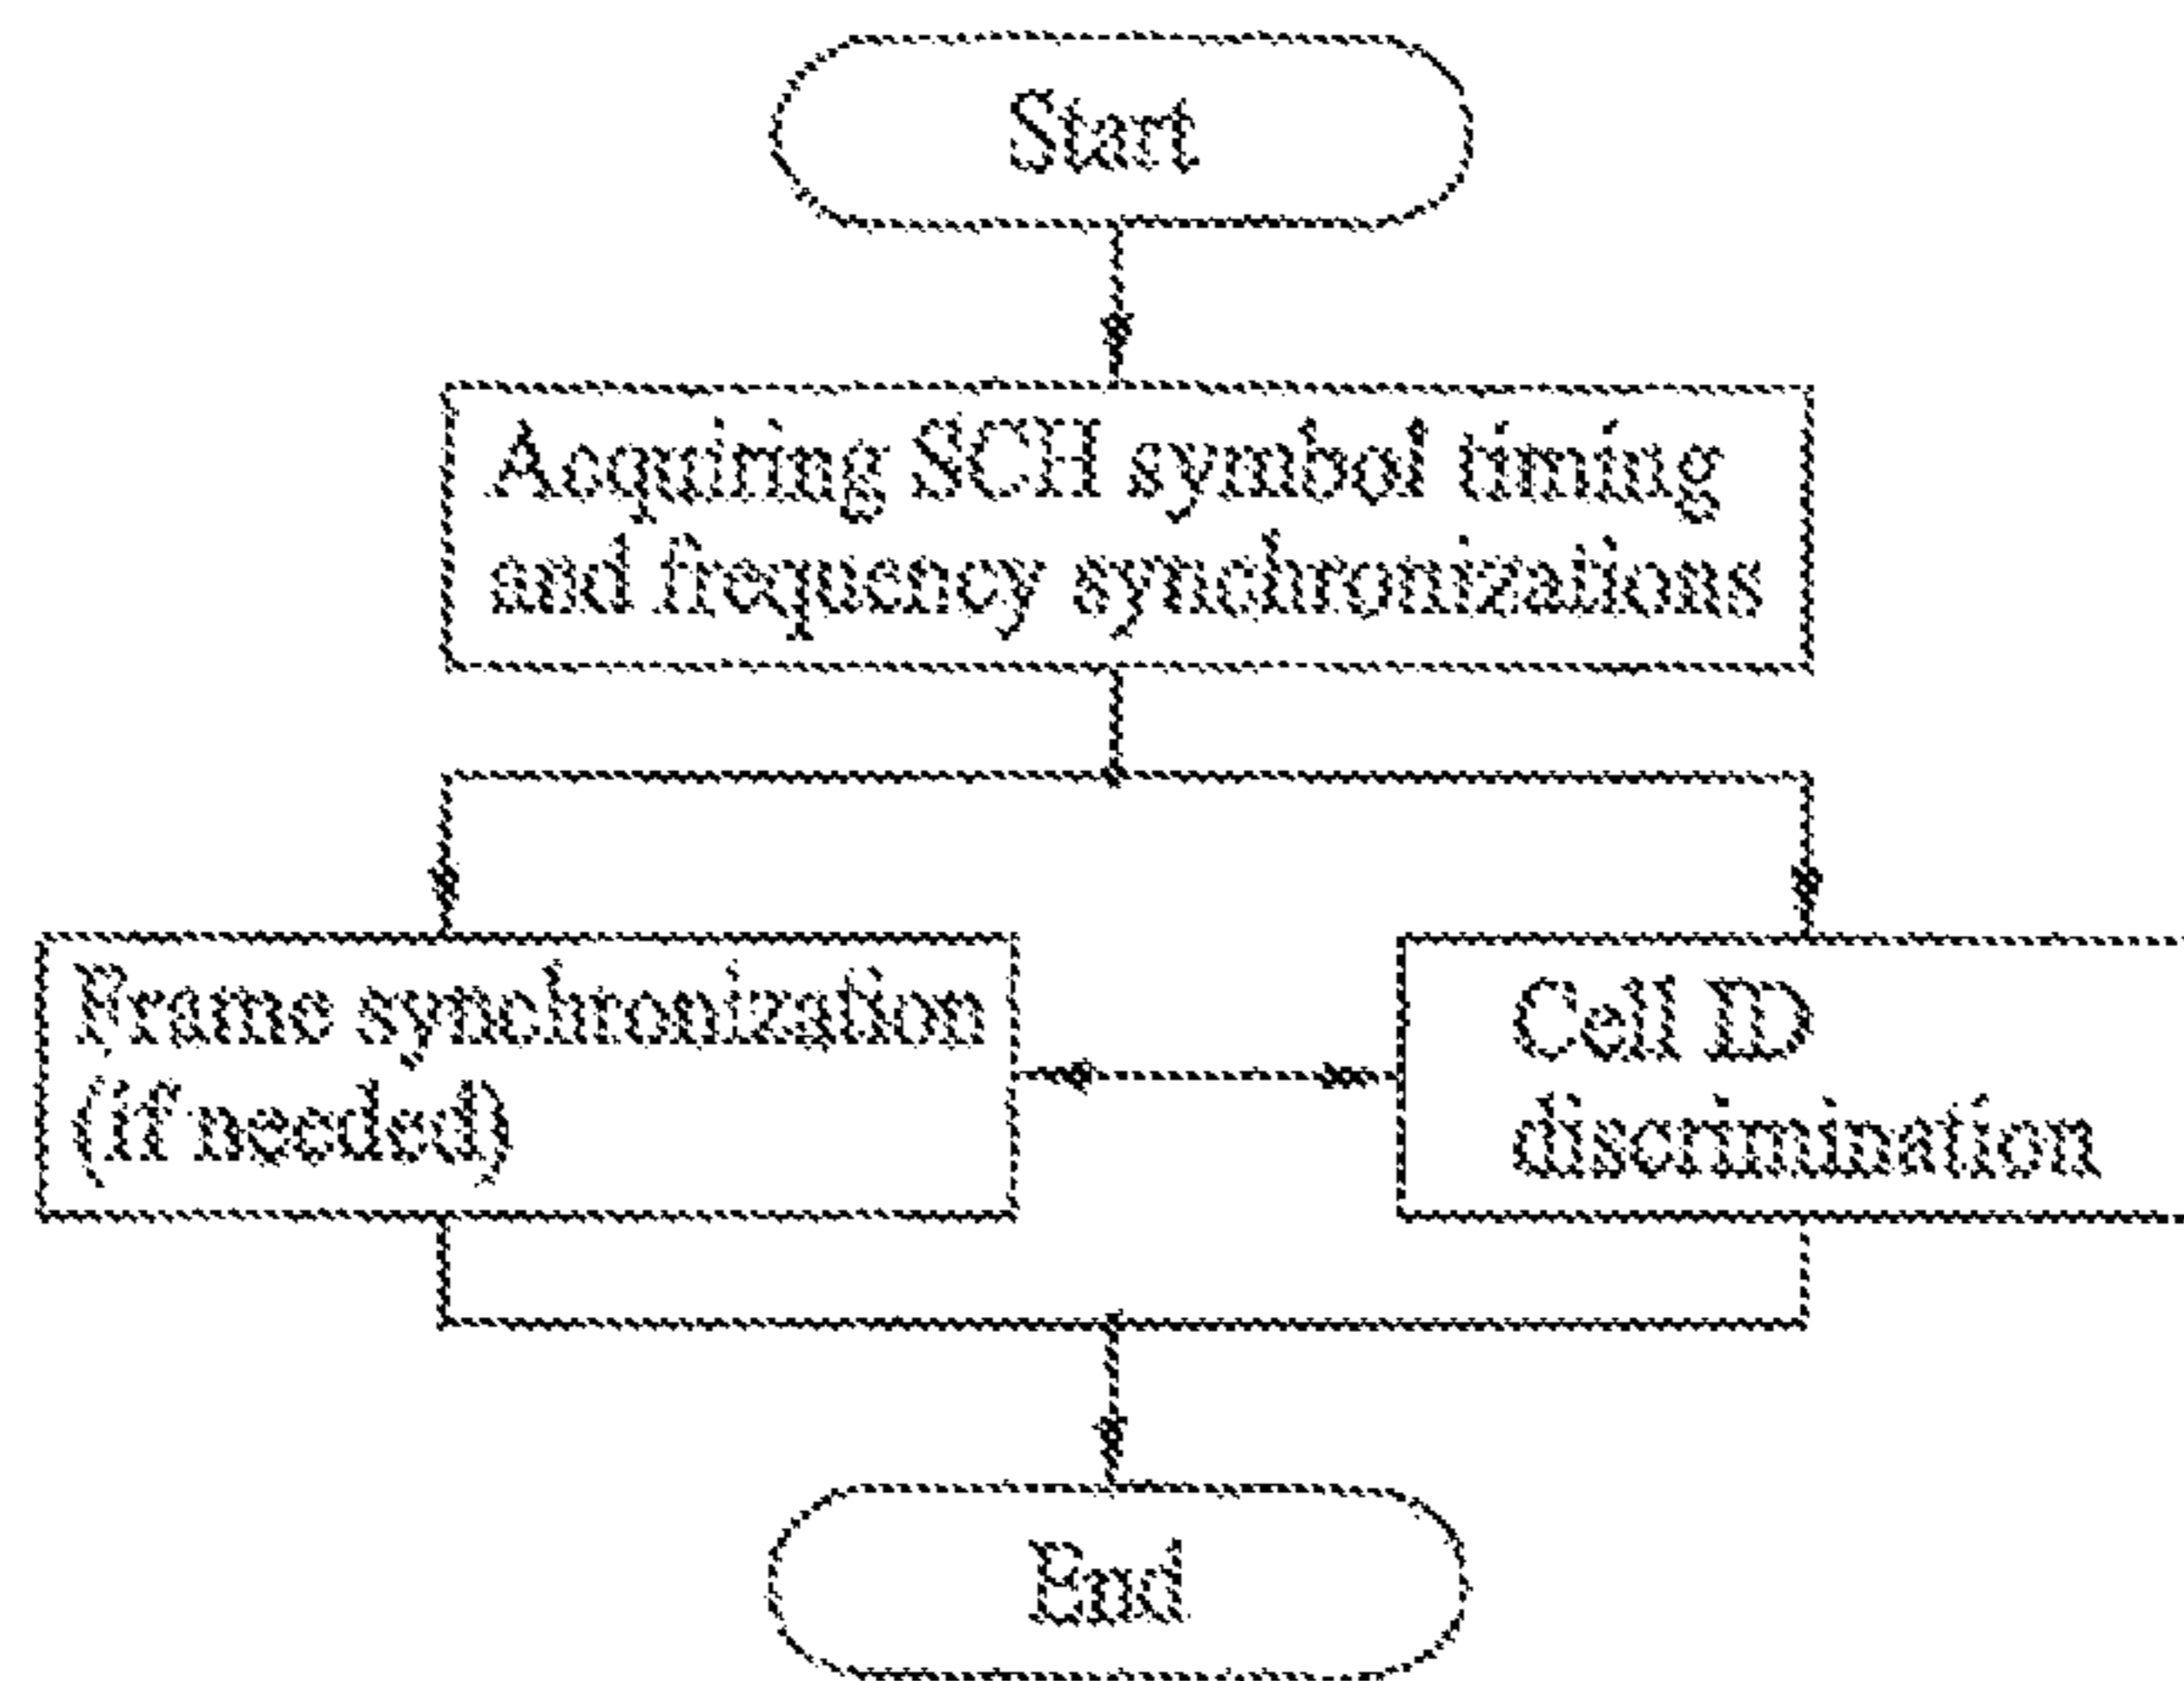 Start
Acquiring SCH symbol timing
and frequency synchronizations
Frame synchronization
(if needed)
Cell ID
discrimination
End